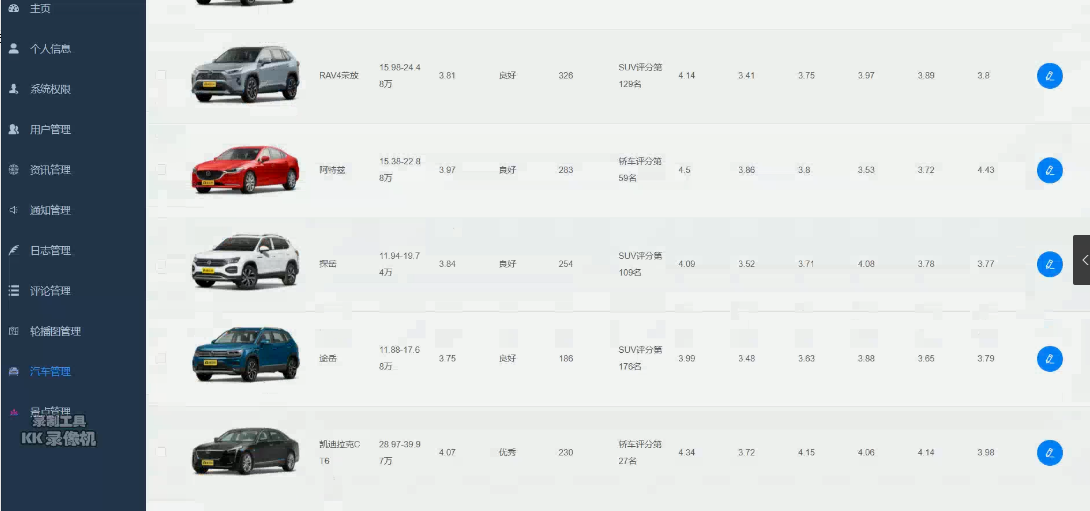 主页
个人信息
系统权限
用户管理
资讯管理
通知管理
日志管理
评论管理
轮播图管理
汽车管理
景点管理
录制工具
KK 录像机
RAV4荣放 15.98-24.4 3.81 良好 326 SUV评分第 4.14 3.41 3.75 3.97 3.89 3.8
8万 129名
阿特兹 15.38-22.8 3.97 良好 283 轿车评分第 4.5 3.86 3.8 3.53 3.72 4.43
8万 59名
探岳 11.94-19.7 3.84 良好 254 SUV评分第 4.09 3.52 3.71 4.08 3.78 3.77
4万 109名
途岳 11.88-17.6 3.75 良好 186 SUV评分第 3.99 3.48 3.63 3.88 3.65 3.79
8万 176名
凯迪拉克C 28.97-39.9 4.07 优秀 230 轿车评分第 4.34 3.72 4.15 4.06 4.14 3.98
T6 7万 27名